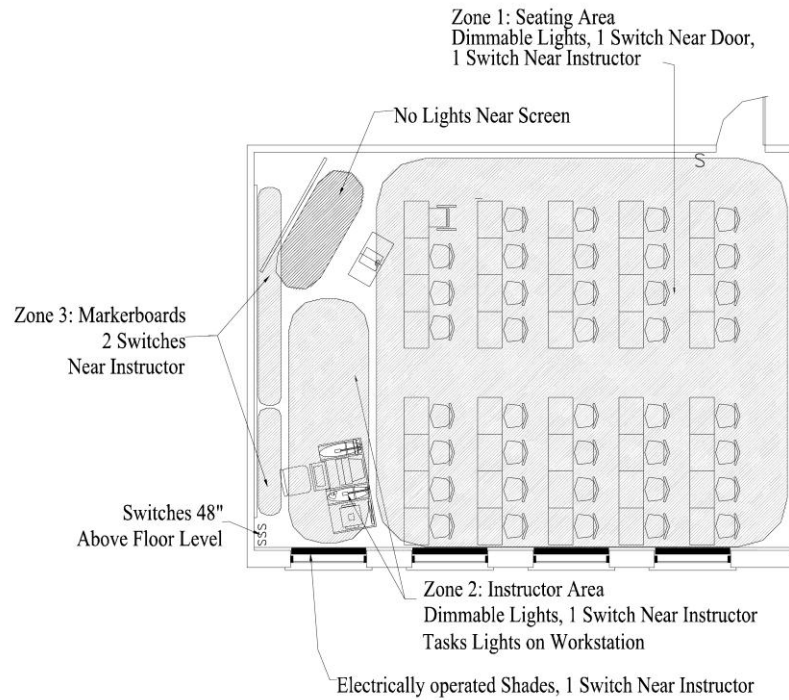 Zone 1: Seating Area
Dimmable Lights, 1 Switch Near Door,
1 Switch Near Instructor
No Lights Near Screen
S
Zone 3: Markerboards
2 Switches
Near Instructor
Switches 48"
Above Floor Level
SSS
Zone 2: Instructor Area
Dimmable Lights, 1 Switch Near Instructor
Tasks Lights on Workstation
Electrically operated Shades, 1 Switch Near Instructor